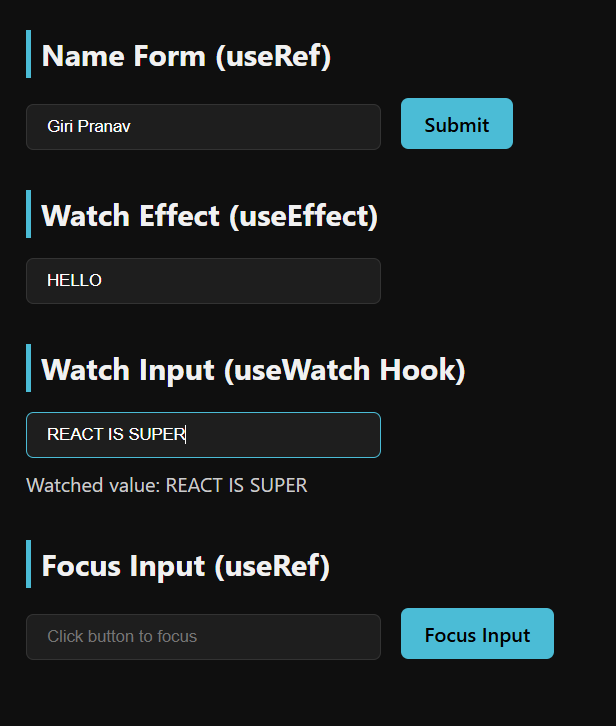 Name Form (useRef)
Giri Pranav
Submit
Watch Effect (useEffect)
HELLO
Watch Input (useWatch Hook)
REACT IS SUPER
Watched value: REACT IS SUPER
Focus Input (useRef)
Click button to focus
Focus Input